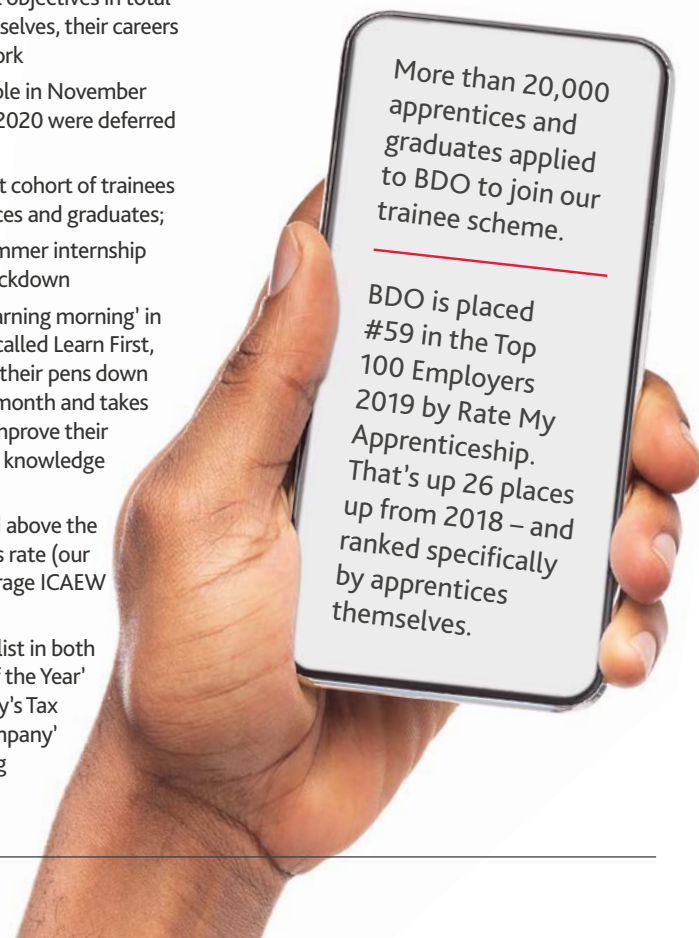 objectives in total
selves, their careers
ork
ble in November
2020 were deferred
t cohort of trainees
ces and graduates;
mmer internship
ckdown
arning morning' in
called Learn First,
their pens down
month and takes
mprove their
knowledge
above the
s rate (our
rage ICAEW
list in both
f the Year'
y's Tax
mpany'
g
More than 20,000
apprentices and
graduates applied
to BDO to join our
trainee scheme.
BDO is placed
#59 in the Top
100 Employers
2019 by Rate My
Apprenticeship.
That's up 26 places
up from 2018 – and
ranked specifically
by apprentices
themselves.